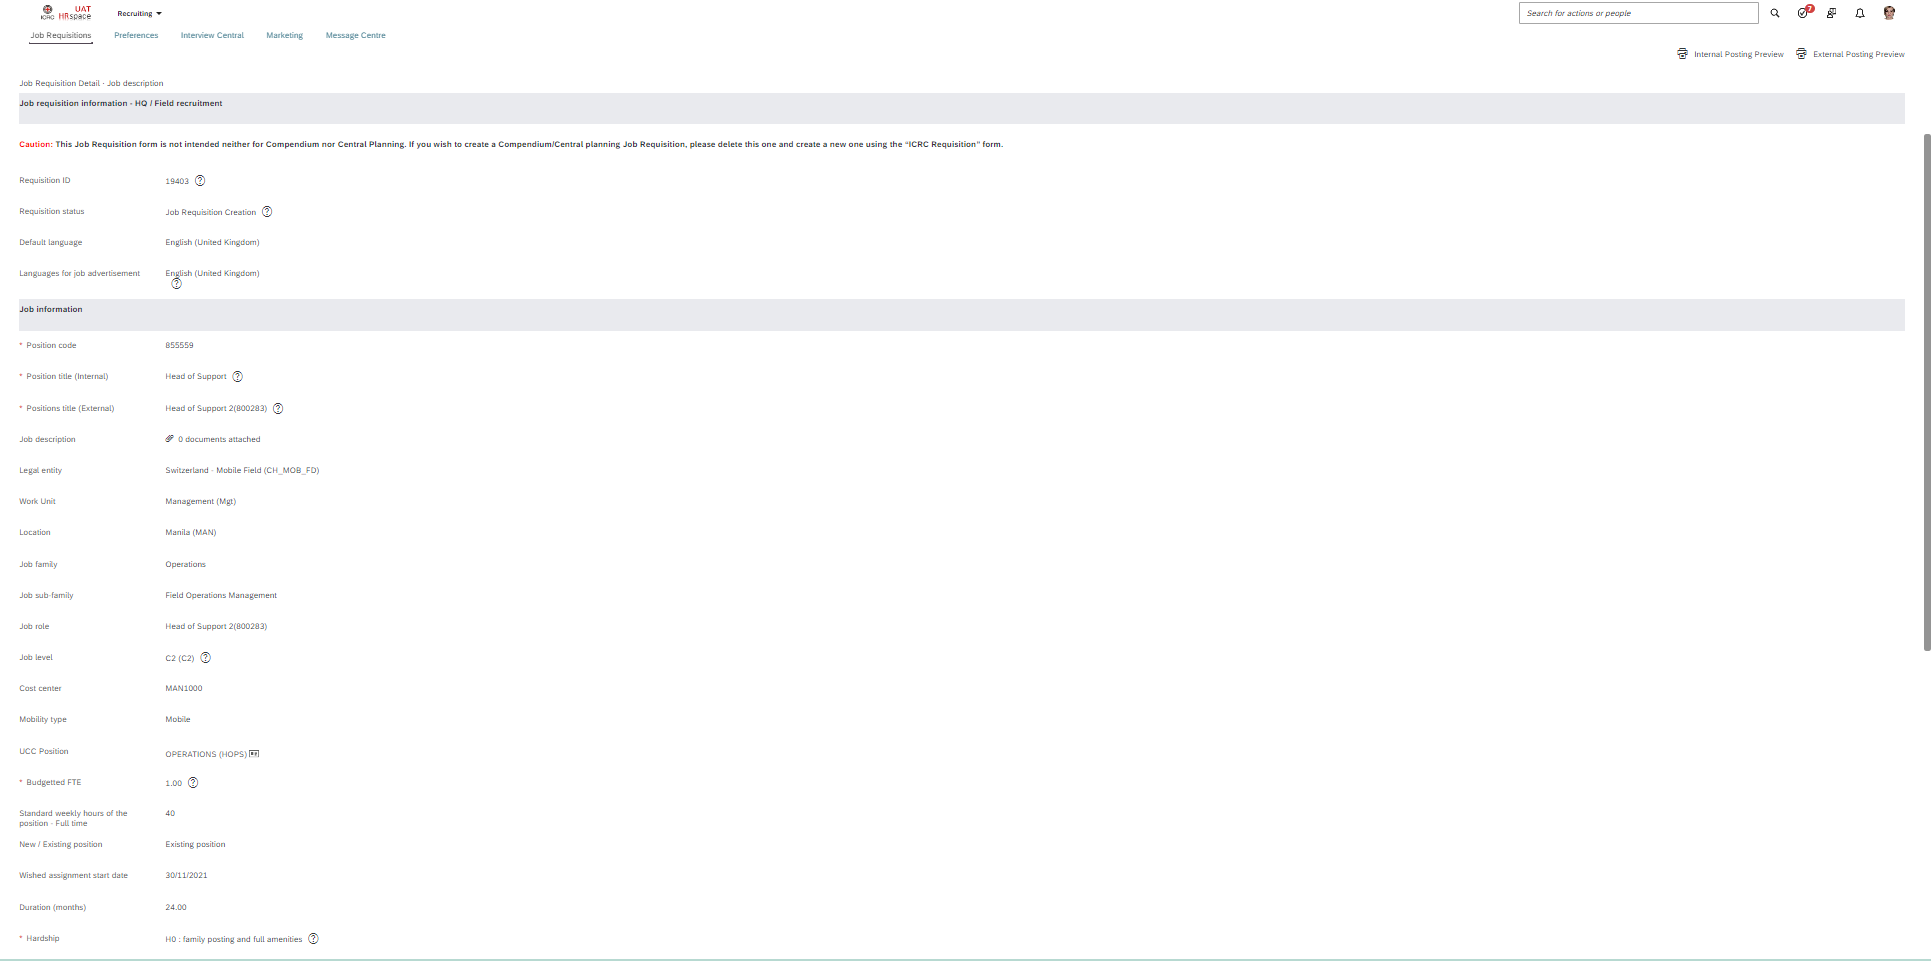 ICRC
UAT
HRspace
Recruiting
Search for actions or people
7
Job Requisitions
Preferences
Interview Central
Marketing
Message Centre
Internal Posting Preview
External Posting Preview
Job Requisition Detail - Job description
Job requisition information - HQ / Field recruitment
Caution: This Job Requisition form is not intended neither for Compendium nor Central Planning. If you wish to create a Compendium/Central planning Job Requisition, please delete this one and create a new one using the “ICRC Requisition” form.
Requisition ID 19403 ?
Requisition status Job Requisition Creation ?
Default language English (United Kingdom)
Languages for job advertisement English (United Kingdom)
?
Job information
* Position code 855559
* Position title (Internal) Head of Support ?
* Positions title (External) Head of Support 2(800283) ?
Job description 0 documents attached
Legal entity Switzerland - Mobile Field (CH_MOB_FD)
Work Unit Management (Mgt)
Location Manila (MAN)
Job family Operations
Job sub-family Field Operations Management
Job role Head of Support 2(800283)
Job level C2 (C2) ?
Cost center MAN1000
Mobility type Mobile
UCC Position OPERATIONS (HOPS)
* Budgetted FTE 1.00 ?
Standard weekly hours of the 40
position - Full time
New / Existing position Existing position
Wished assignment start date 30/11/2021
Duration (months) 24.00
* Hardship H0 : family posting and full amenities ?